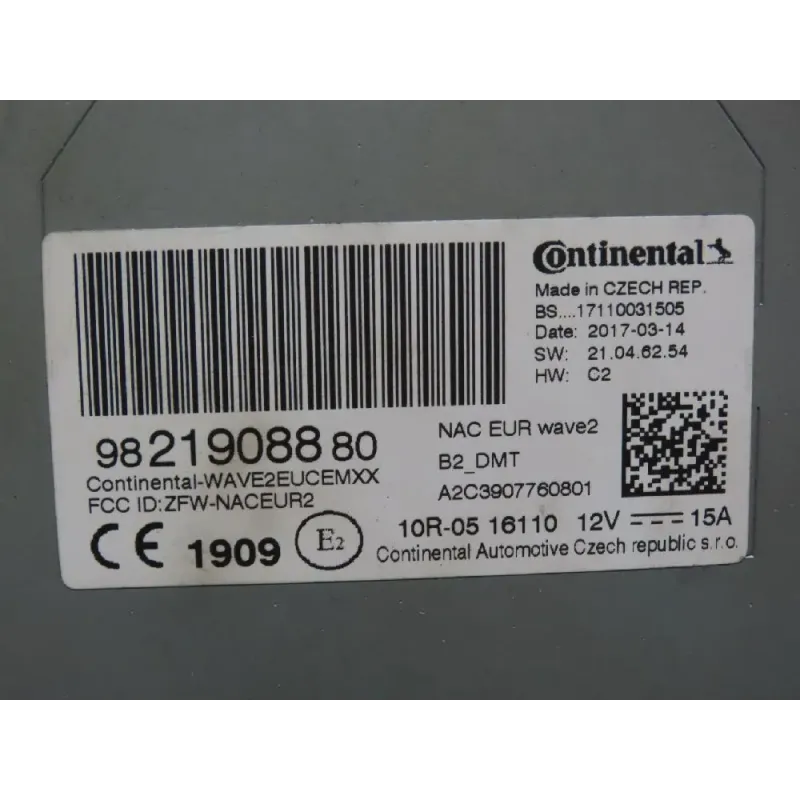 Continental
Made in CZECH REP.
BS....17110031505
Date: 2017-03-14
SW: 21.04.62.54
HW: C2
98 219088 80
Continental-WAVE2EUCEMXX
FCC ID:ZFW-NACEUR2
NAC EUR wave2
B2_DMT
A2C3907760801
CE 1909 E2
10R-05 16110 12V 15A
Continental Automotive Czech republic s.r.o.